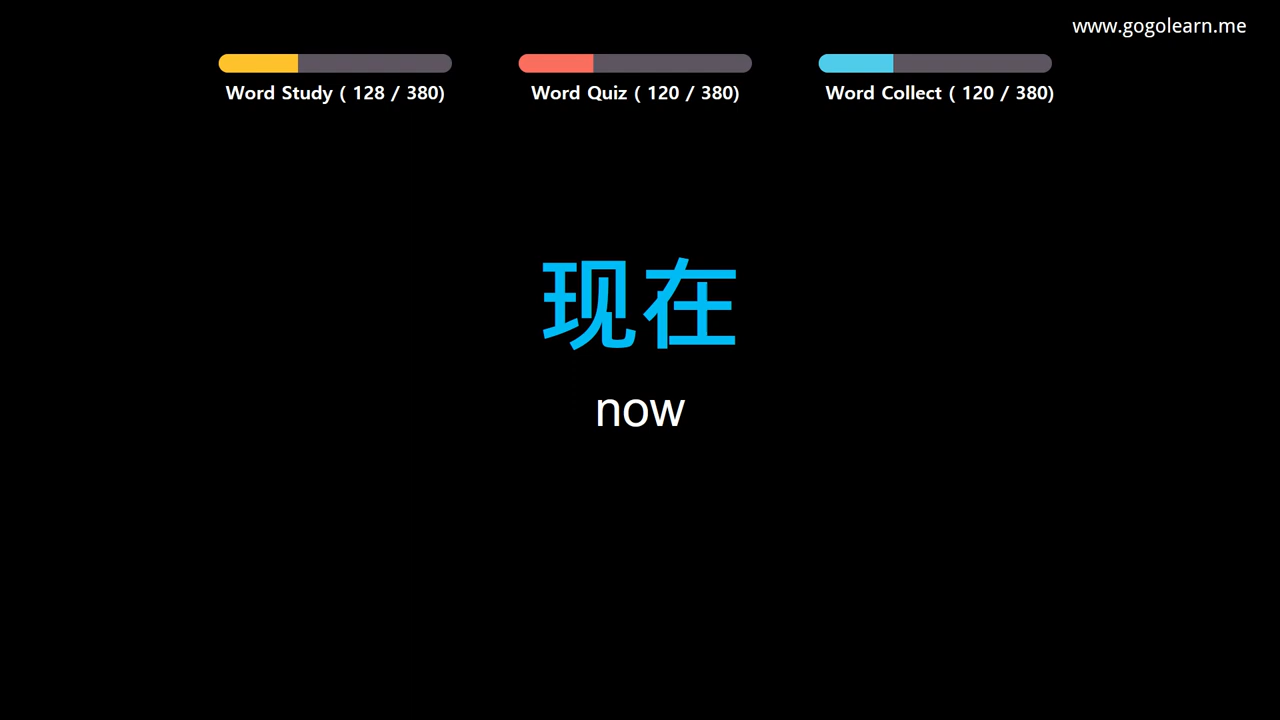 www.gogolearn.me
Word Study ( 128 / 380)
Word Quiz ( 120 / 380)
Word Collect ( 120 / 380)
现在
now